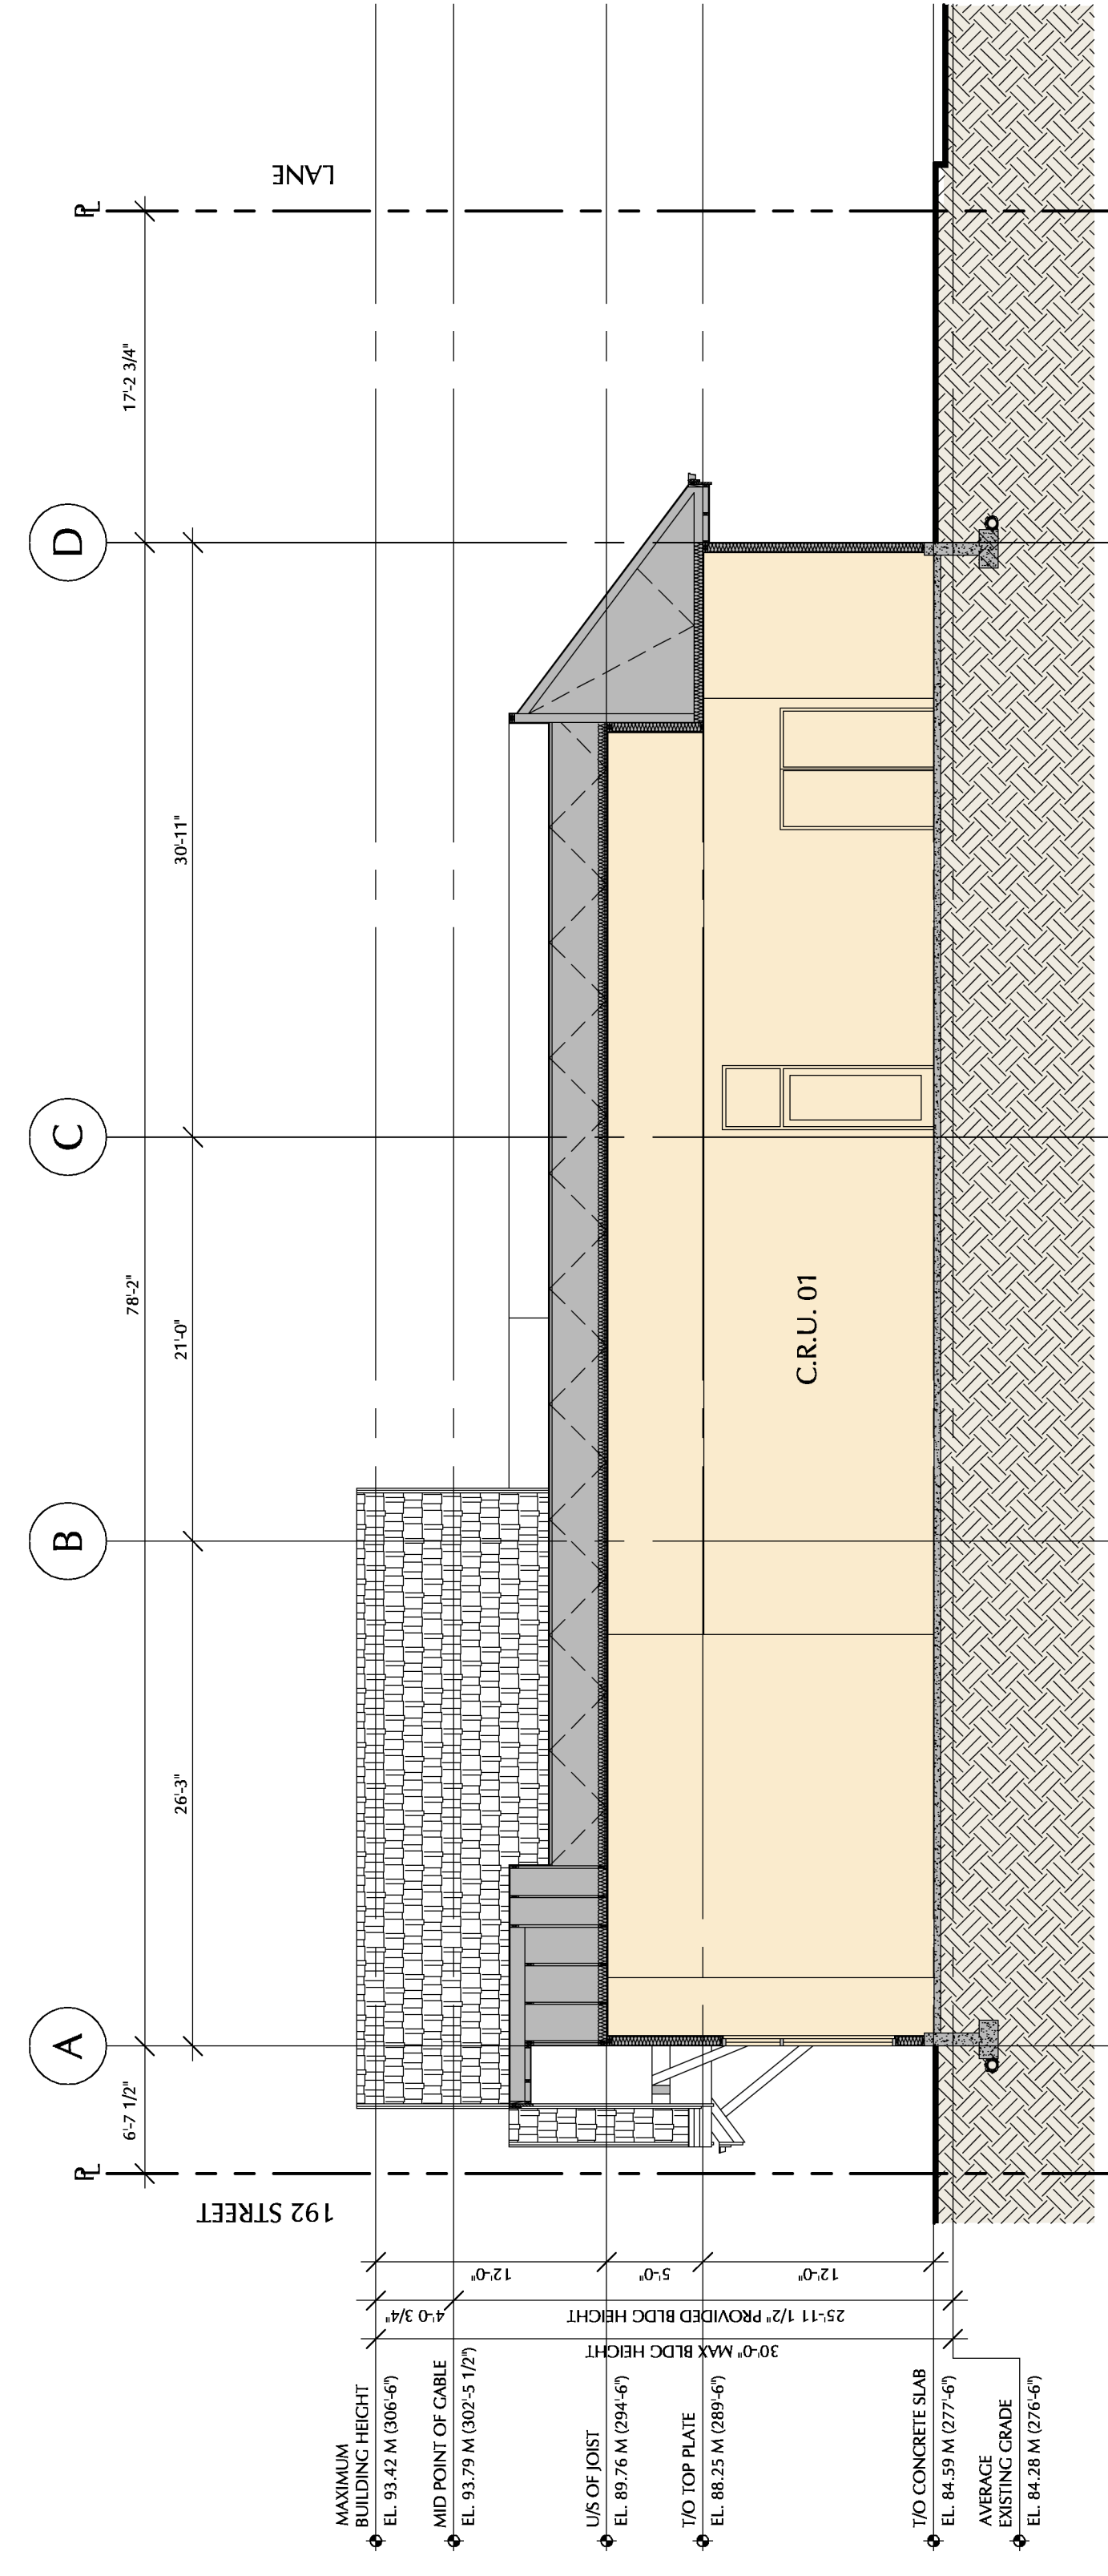 A
B
C
D
PL
6'-7 1/2"
78'-2"
17'-2 3/4"
PL
26'-3"
21'-0"
30'-11"
192 STREET
LANE
MAXIMUM
BUILDING HEIGHT
EL. 93.42 M (306'-6")
MID POINT OF GABLE
EL. 93.79 M (302'-5 1/2")
U/S OF JOIST
EL. 89.76 M (294'-6")
T/O TOP PLATE
EL. 88.25 M (289'-6")
T/O CONCRETE SLAB
EL. 84.59 M (277'-6")
AVERAGE
EXISTING GRADE
EL. 84.28 M (276'-6")
30'-0" MAX BLDG HEIGHT
4'-0 3/4"
25'-11 1/2" PROVIDED BLDG HEIGHT
12'-0"
5'-0"
12'-0"
C.R.U. 01